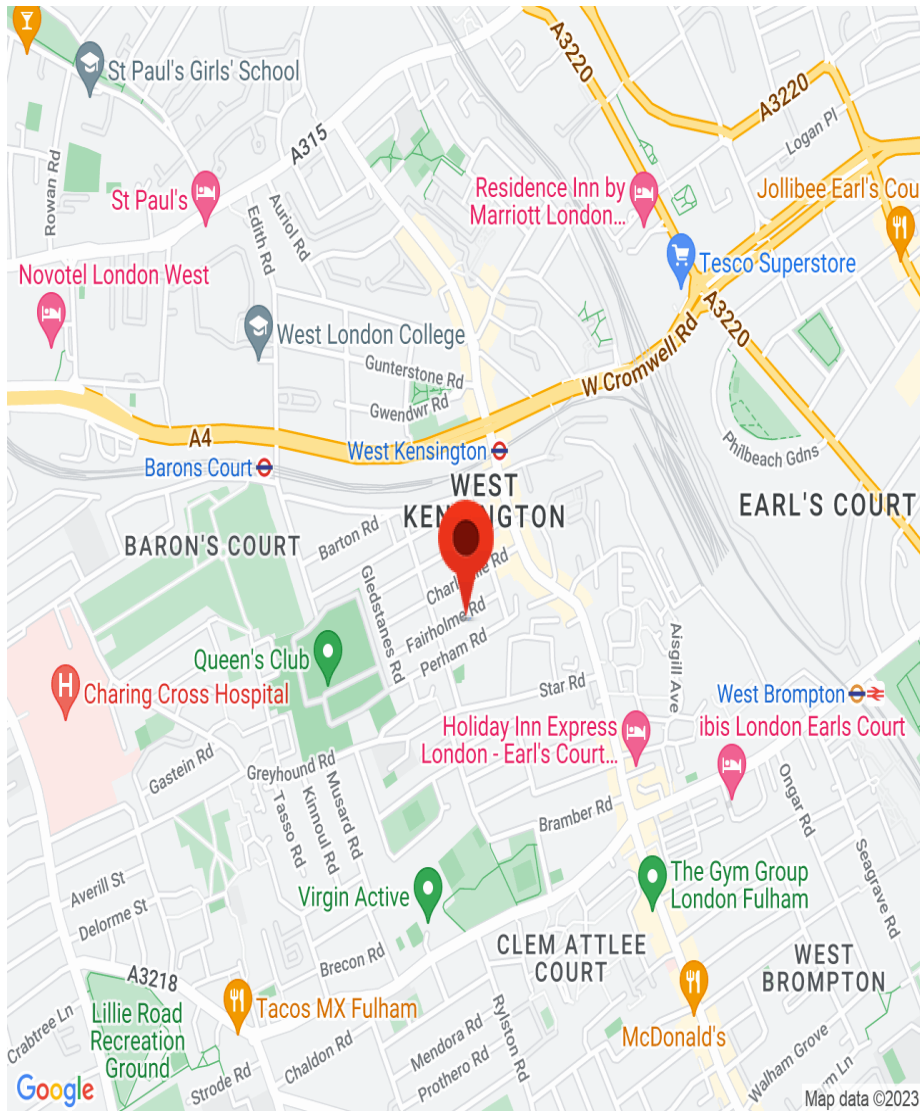 St Paul's Girls' School
A3220
A3220
Logan Pl
A315
Rowan Rd
St Paul's
Auriol Rd
Edith Rd
Residence Inn by
Marriott London...
Jollibee Earl's Cou
Novotel London West
Tesco Superstore
A3220
West London College
Gunterstone Rd
W Cromwell Rd
Gwendwr Rd
A4
West Kensington
Philbeach Gdns
Barons Court
WEST
EARL'S COURT
Barton Rd
BARON'S COURT
Gledstanes Rd
Fairholme Rd
Perham Rd
Aisgill Ave
Queen's Club
Charing Cross Hospital
Star Rd
West Brompton
Holiday Inn Express
London - Earl's Court...
ibis London Earls Court
Gastein Rd
Greyhound Rd
Musard Rd
Kinnoul Rd
Tasso Rd
Bramber Rd
Ongar Rd
Seagrave Rd
Averill St
Virgin Active
The Gym Group
London Fulham
Delorme St
Brecon Rd
CLEM ATTLEE
COURT
WEST
BROMPTON
A3218
Crabtree Ln
Lillie Road
Recreation
Ground
Tacos MX Fulham
Rylston Rd
McDonald's
Mendora Rd
Chaldon Rd
Prothero Rd
Strode Rd
Walham Grove
Google
Map data ©2023